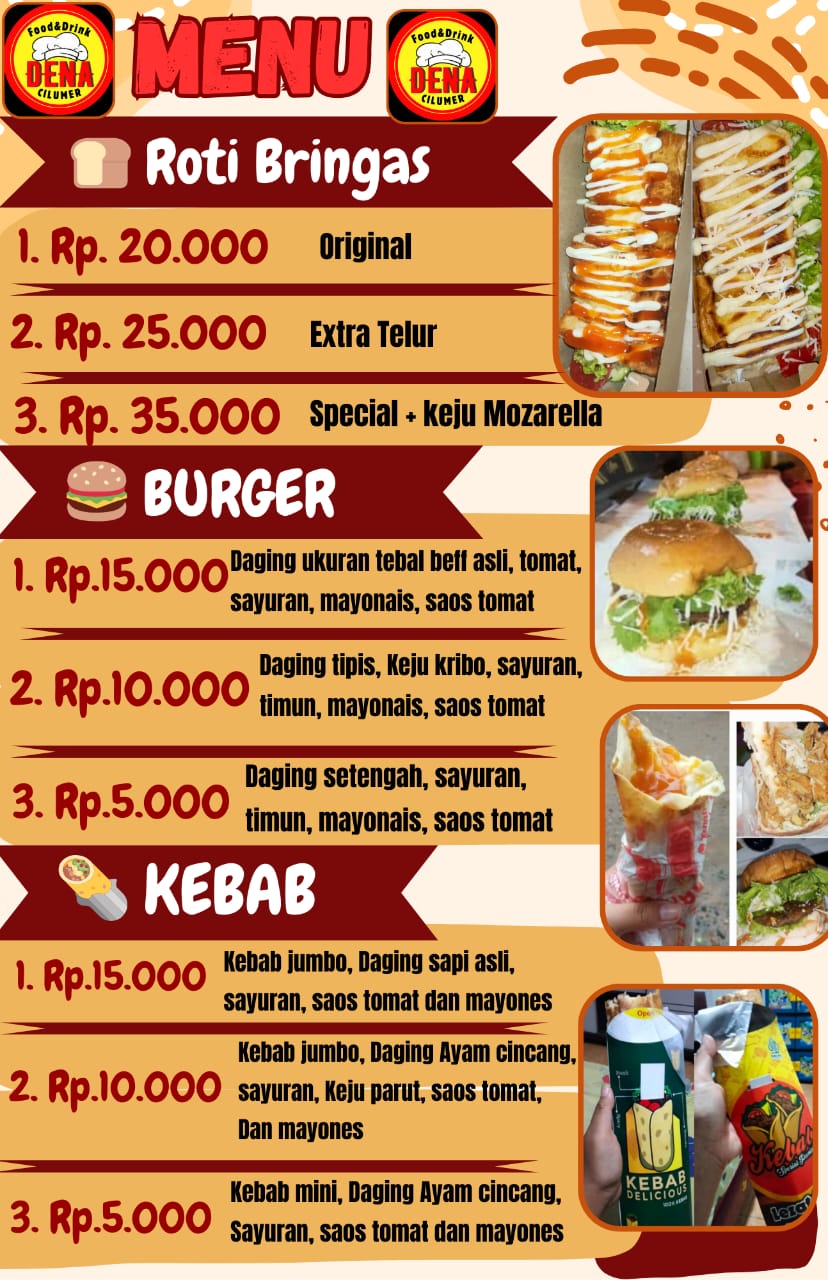 Food&Drink
DENA
CILUMER
MENU
Food&Drink
DENA
CILUMER
Roti Bringas
1. Rp. 20.000 Original
2. Rp. 25.000 Extra Telur
3. Rp. 35.000 Special + keju Mozarella
BURGER
1. Rp.15.000 Daging ukuran tebal beff asli, tomat,
sayuran, mayonais, saos tomat
2. Rp.10.000 Daging tipis, Keju kribo, sayuran,
timun, mayonais, saos tomat
3. Rp.5.000 Daging setengah, sayuran,
timun, mayonais, saos tomat
KEBAB
1. Rp.15.000 Kebab jumbo, Daging sapi asli,
sayuran, saos tomat dan mayones
2. Rp.10.000 Kebab jumbo, Daging Ayam cincang,
sayuran, Keju parut, saos tomat,
Dan mayones
3. Rp.5.000 Kebab mini, Daging Ayam cincang,
Sayuran, saos tomat dan mayones
Open
KEBAB
DELICIOUS
Kebab
Lezat